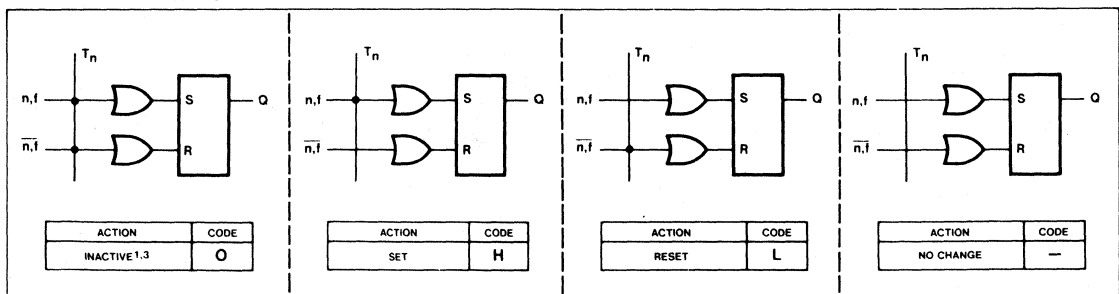 Tn
n,f
S
Q
n,f
R
ACTION CODE
INACTIVE1,3 O
Tn
n,f
S
Q
n,f
R
ACTION CODE
SET H
Tn
n,f
S
Q
n,f
R
ACTION CODE
RESET L
Tn
n,f
S
Q
n,f
R
ACTION CODE
NO CHANGE —